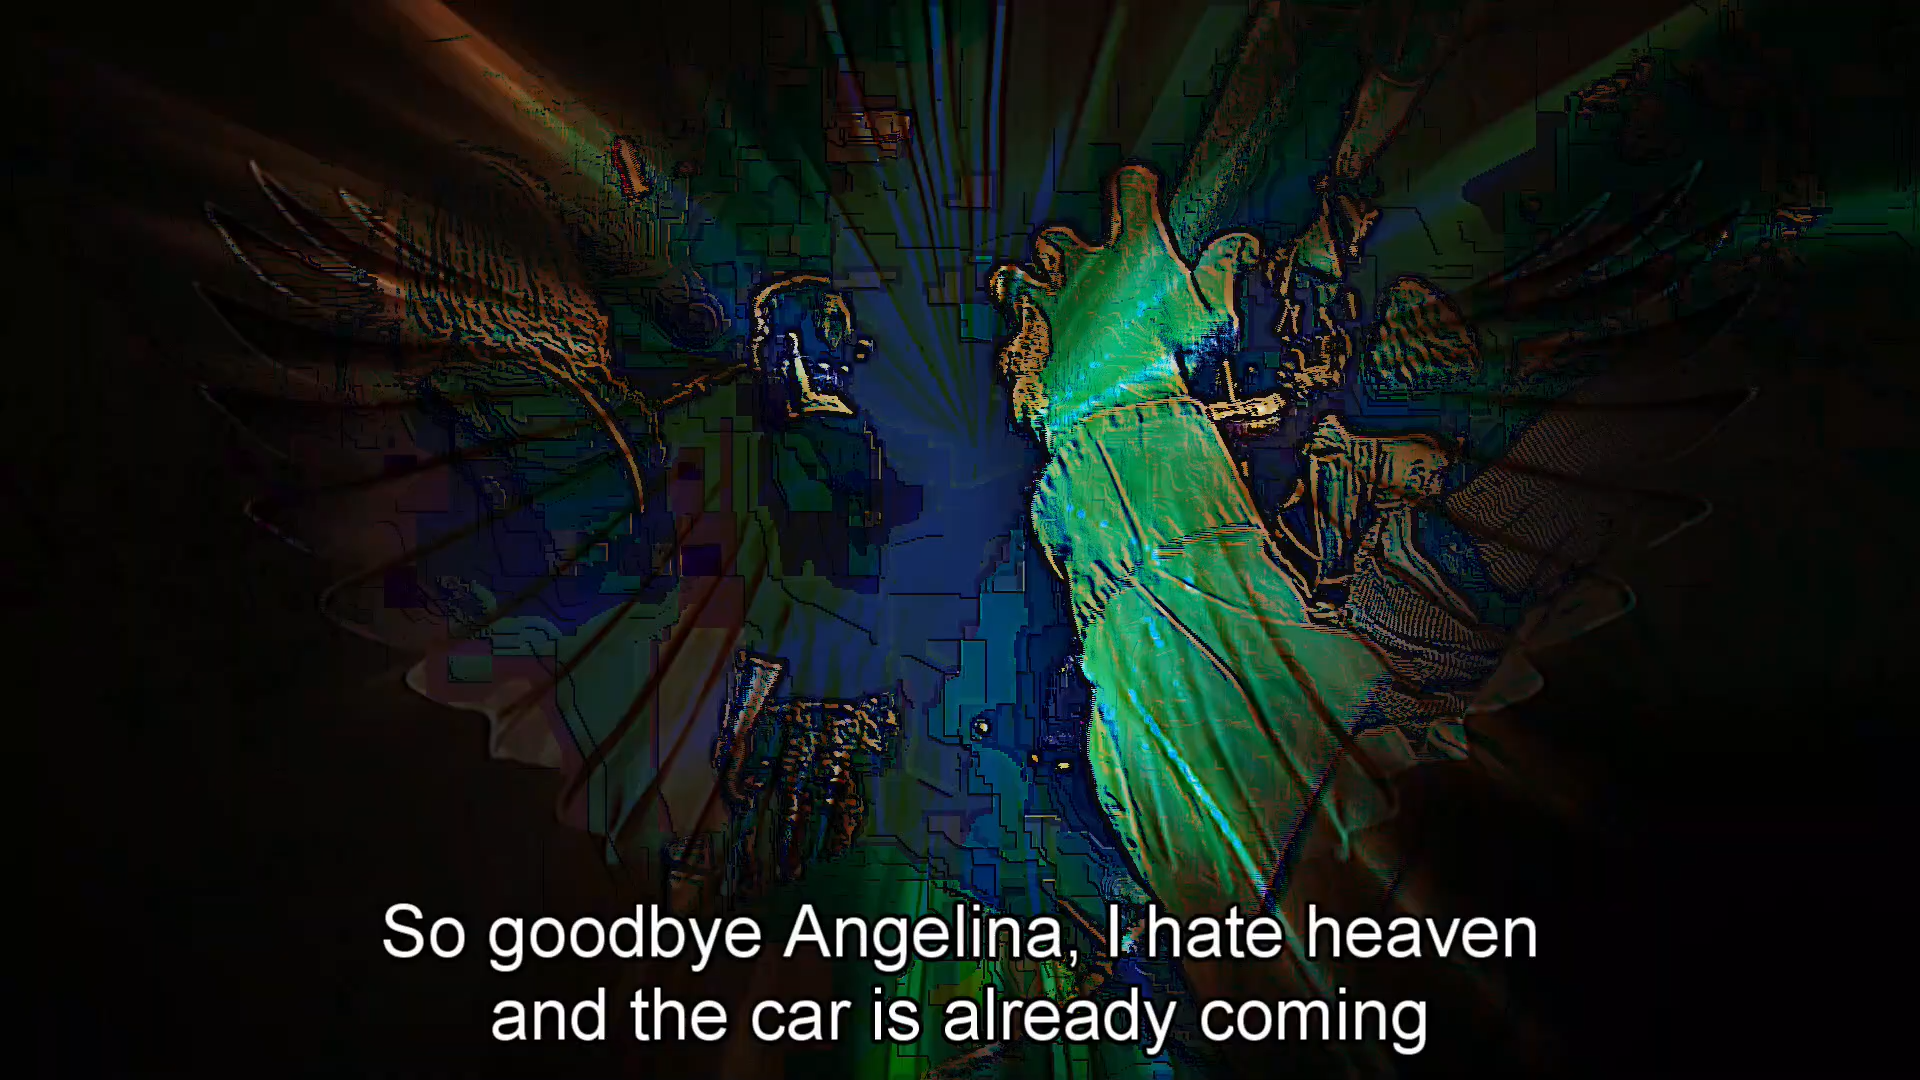 So goodbye Angelina, I hate heaven
and the car is already coming